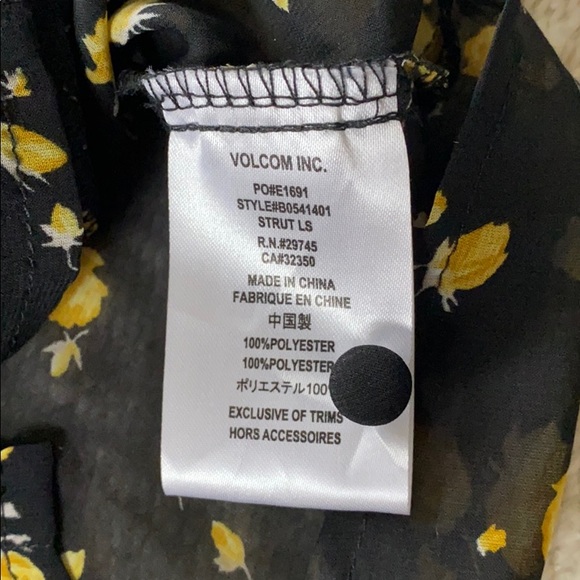 VOLCOM INC.
PO#E1691
STYLE#B0541401
STRUT LS
R.N.#29745
CA#32350
MADE IN CHINA
FABRIQUE EN CHINE
中国製
100%POLYESTER
100%POLYESTER
ポリエステル100
EXCLUSIVE OF TRIMS
HORS ACCESSOIRES